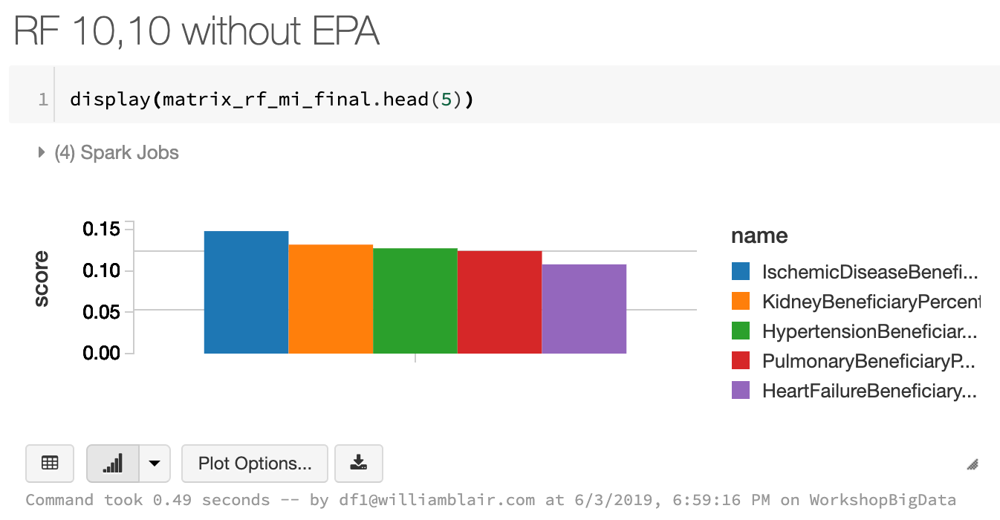 RF 10,10 without EPA
1 display(matrix_rf_mi_final.head(5))
(4) Spark Jobs
score
0.15
0.10
0.05
0.00
name
IschemicDiseaseBenefi...
KidneyBeneficiaryPercent
HypertensionBeneficiar...
PulmonaryBeneficiaryP...
HeartFailureBeneficiary...
Plot Options...
Command took 0.49 seconds -- by df1@williamblair.com at 6/3/2019, 6:59:16 PM on WorkshopBigData